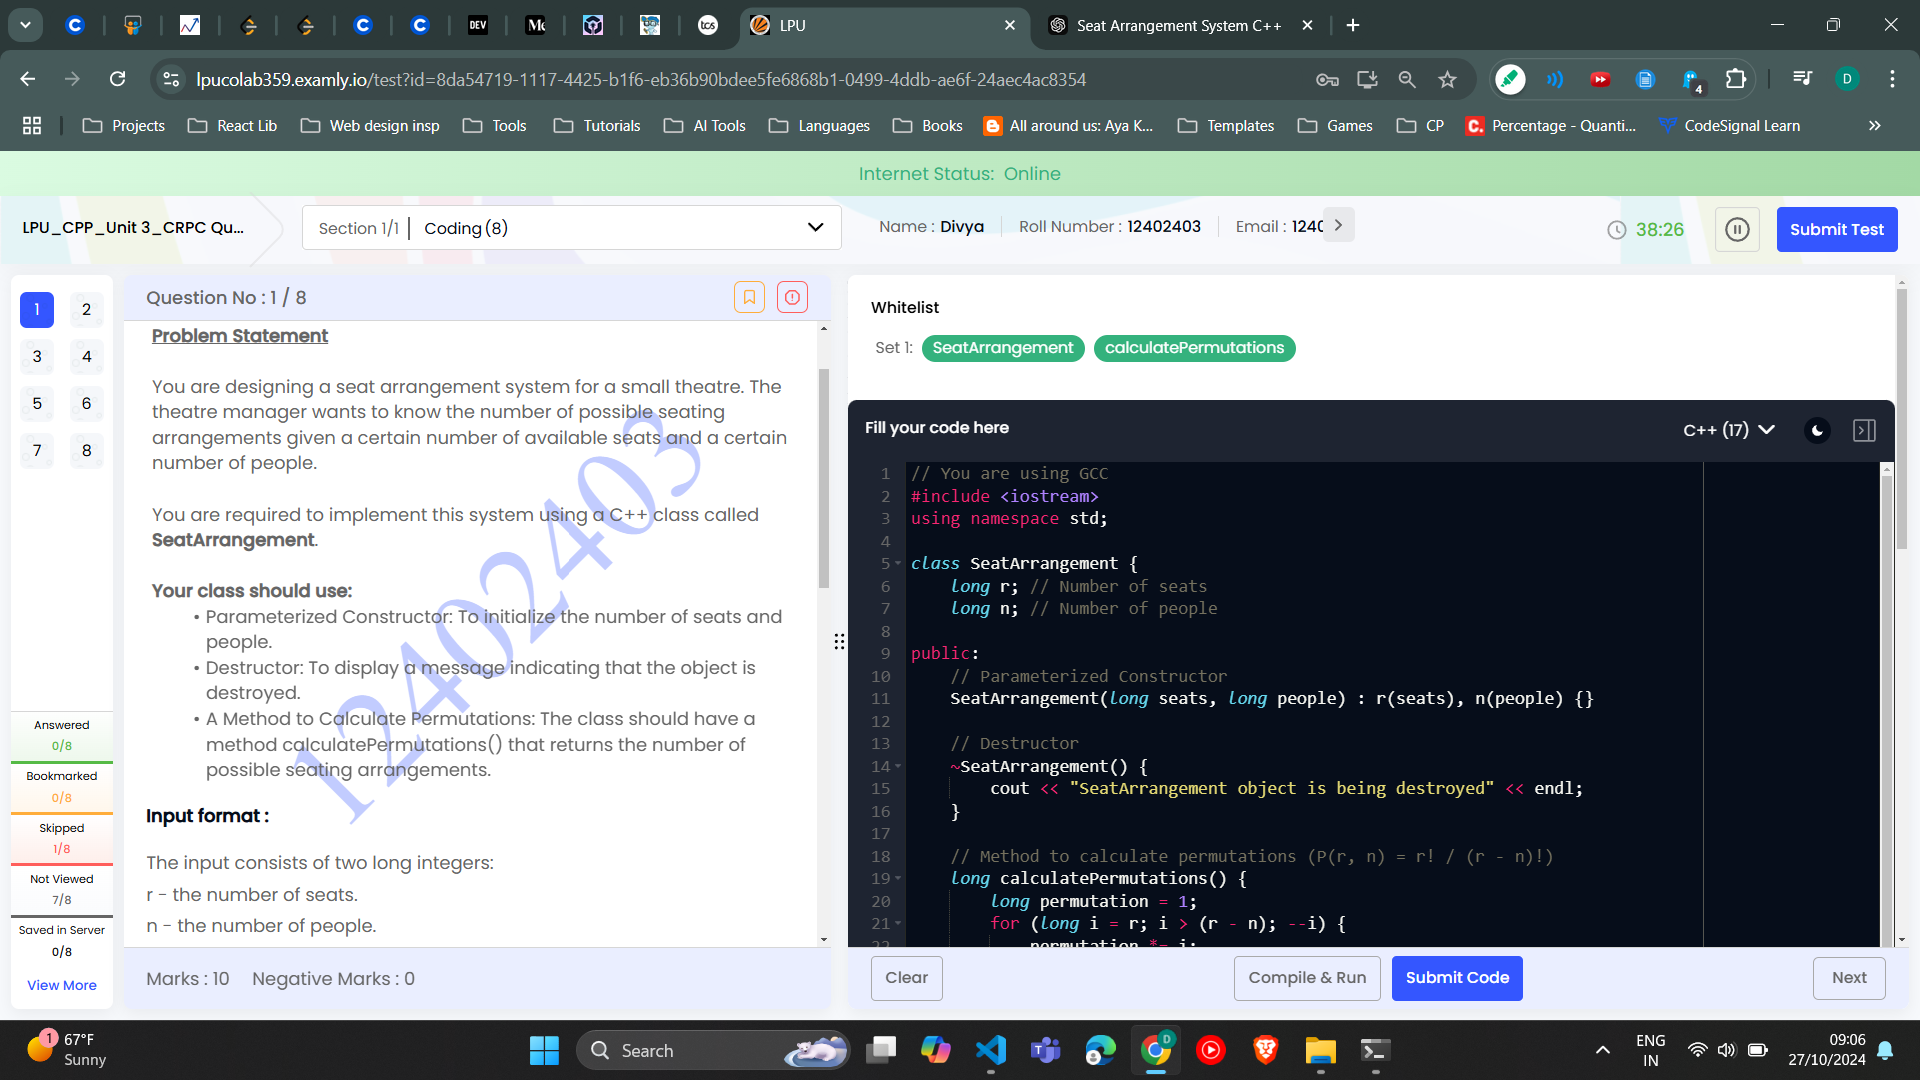 LPU
Seat Arrangement System C++
lpucolab359.examly.io/test?id=8da54719-1117-4425-b1f6-eb36b90bdee5fe6868b1-0499-4ddb-ae6f-24aec4ac8354
4
D
Projects
React Lib
Web design insp
Tools
Tutorials
AI Tools
Languages
Books
All around us: Aya K...
Templates
Games
CP
Percentage - Quanti...
CodeSignal Learn
Internet Status: Online
LPU_CPP_Unit 3_CRPC Qu...
Section 1/1 | Coding (8)
Name : Divya
Roll Number : 12402403
Email : 1240
38:26
Submit Test
1 2
3 4
5 6
7 8
Answered
0/8
Bookmarked
0/8
Skipped
1/8
Not Viewed
7/8
Saved in Server
0/8
View More
Question No : 1 / 8
Problem Statement
You are designing a seat arrangement system for a small theatre. The
theatre manager wants to know the number of possible seating
arrangements given a certain number of available seats and a certain
number of people.
You are required to implement this system using a C++ class called
SeatArrangement.
Your class should use:
• Parameterized Constructor: To initialize the number of seats and
people.
• Destructor: To display a message indicating that the object is
destroyed.
• A Method to Calculate Permutations: The class should have a
method calculatePermutations() that returns the number of
possible seating arrangements.
12402403
Input format :
The input consists of two long integers:
r - the number of seats.
n - the number of people.
Marks : 10 Negative Marks : 0
Whitelist
Set 1: SeatArrangement calculatePermutations
Fill your code here
C++ (17)
1 // You are using GCC
2 #include <iostream>
3 using namespace std;
4
5 class SeatArrangement {
6 long r; // Number of seats
7 long n; // Number of people
8
9 public:
10 // Parameterized Constructor
11 SeatArrangement(long seats, long people) : r(seats), n(people) {}
12
13 // Destructor
14 ~SeatArrangement() {
15 cout << "SeatArrangement object is being destroyed" << endl;
16 }
17
18 // Method to calculate permutations (P(r, n) = r! / (r - n)!)
19 long calculatePermutations() {
20 long permutation = 1;
21 for (long i = r; i > (r - n); --i) {
22 permutation *= i;
Clear
Compile & Run
Submit Code
Next
1
67°F
Sunny
Search
ENG
IN
09:06
27/10/2024